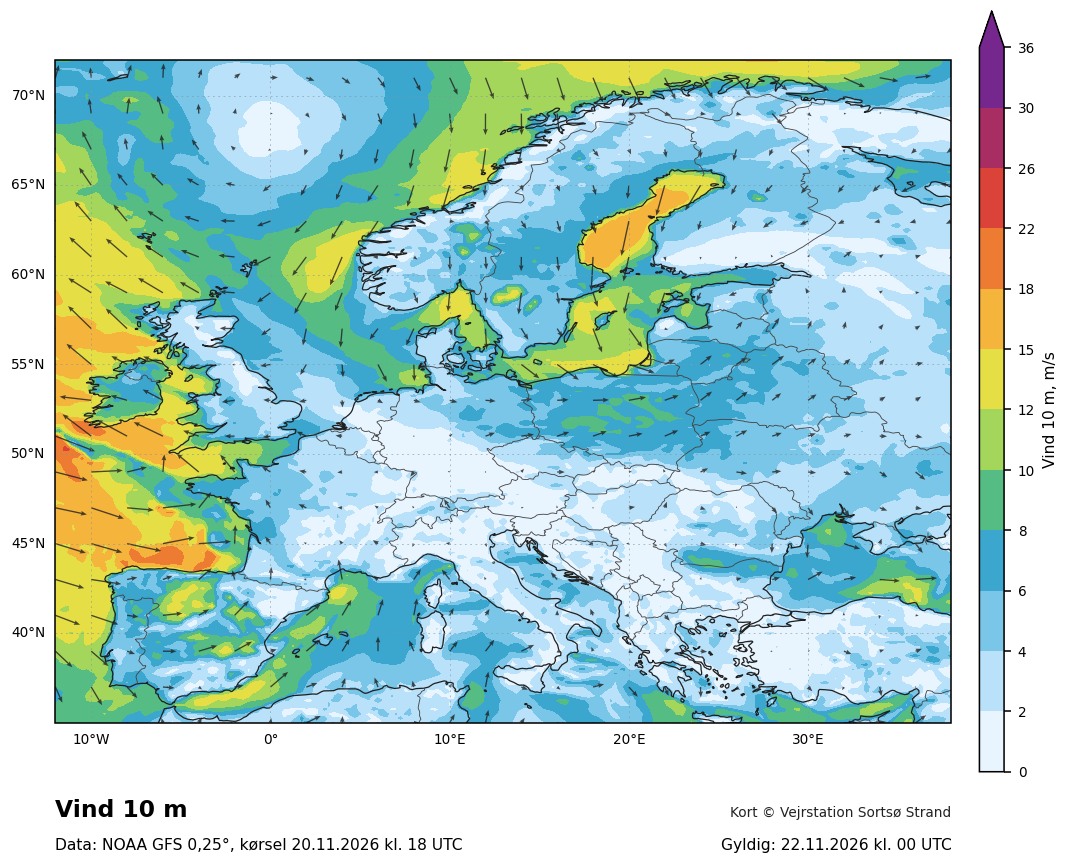 36
30
26
22
18
15
12
10
8
6
4
2
0
Vind 10 m, m/s
70°N
65°N
60°N
55°N
50°N
45°N
40°N
10°W
0°
10°E
20°E
30°E
Vind 10 m
Kort © Vejrstation Sortsø Strand
Data: NOAA GFS 0,25°, kørsel 20.11.2026 kl. 18 UTC
Gyldig: 22.11.2026 kl. 00 UTC